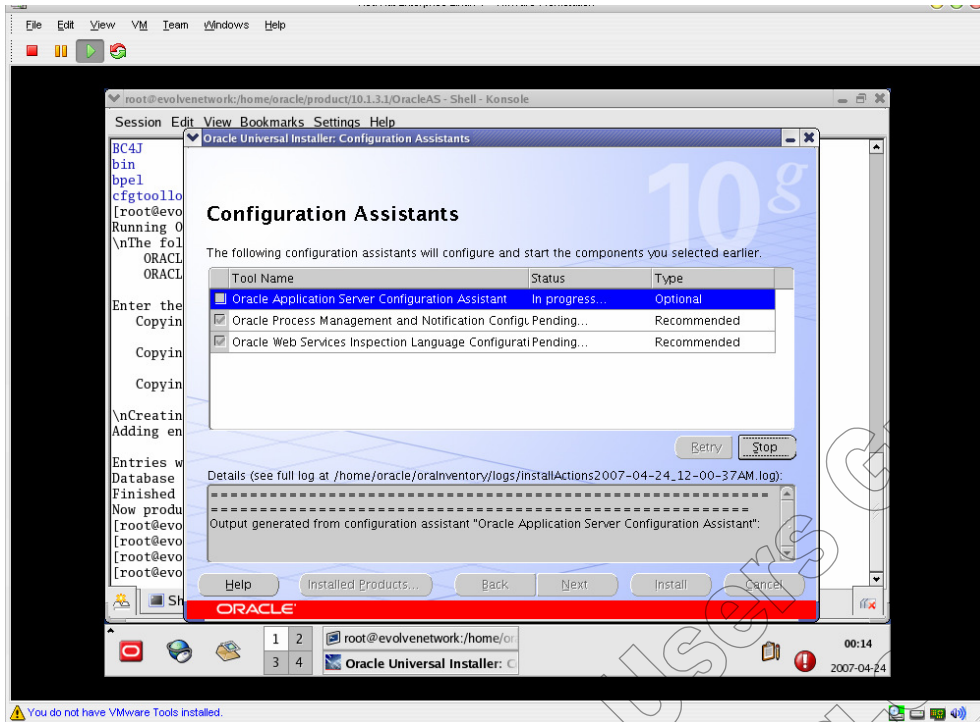 File Edit View VM Team Windows Help
root@evolvenetwork:/home/oracle/product/10.1.3.1/OracleAS - Shell - Konsole
Session Edit View Bookmarks Settings Help
Oracle Universal Installer: Configuration Assistants
BC4J
bin
bpel
cfgtoollo
[root@evo
Running O
\nThe fol
ORACL
ORACL
Enter the
Copyin
Copyin
Copyin
\nCreatin
Adding en
Entries w
Database
Finished
Now produ
[root@evo
[root@evo
[root@evo
[root@evo
Sh
10g
Configuration Assistants
The following configuration assistants will configure and start the components you selected earlier.
Tool Name Status Type
Oracle Application Server Configuration Assistant In progress... Optional
Oracle Process Management and Notification Configu Pending... Recommended
Oracle Web Services Inspection Language Configurati Pending... Recommended
Retry Stop
Details (see full log at /home/oracle/oraInventory/logs/installActions2007-04-24_12-00-37AM.log):
Output generated from configuration assistant "Oracle Application Server Configuration Assistant":
Help Installed Products... Back Next Install Cancel
ORACLE
1 2
3 4
root@evolvenetwork:/home/or
Oracle Universal Installer: C
00:14
2007-04-24
You do not have VMware Tools installed.
Users G